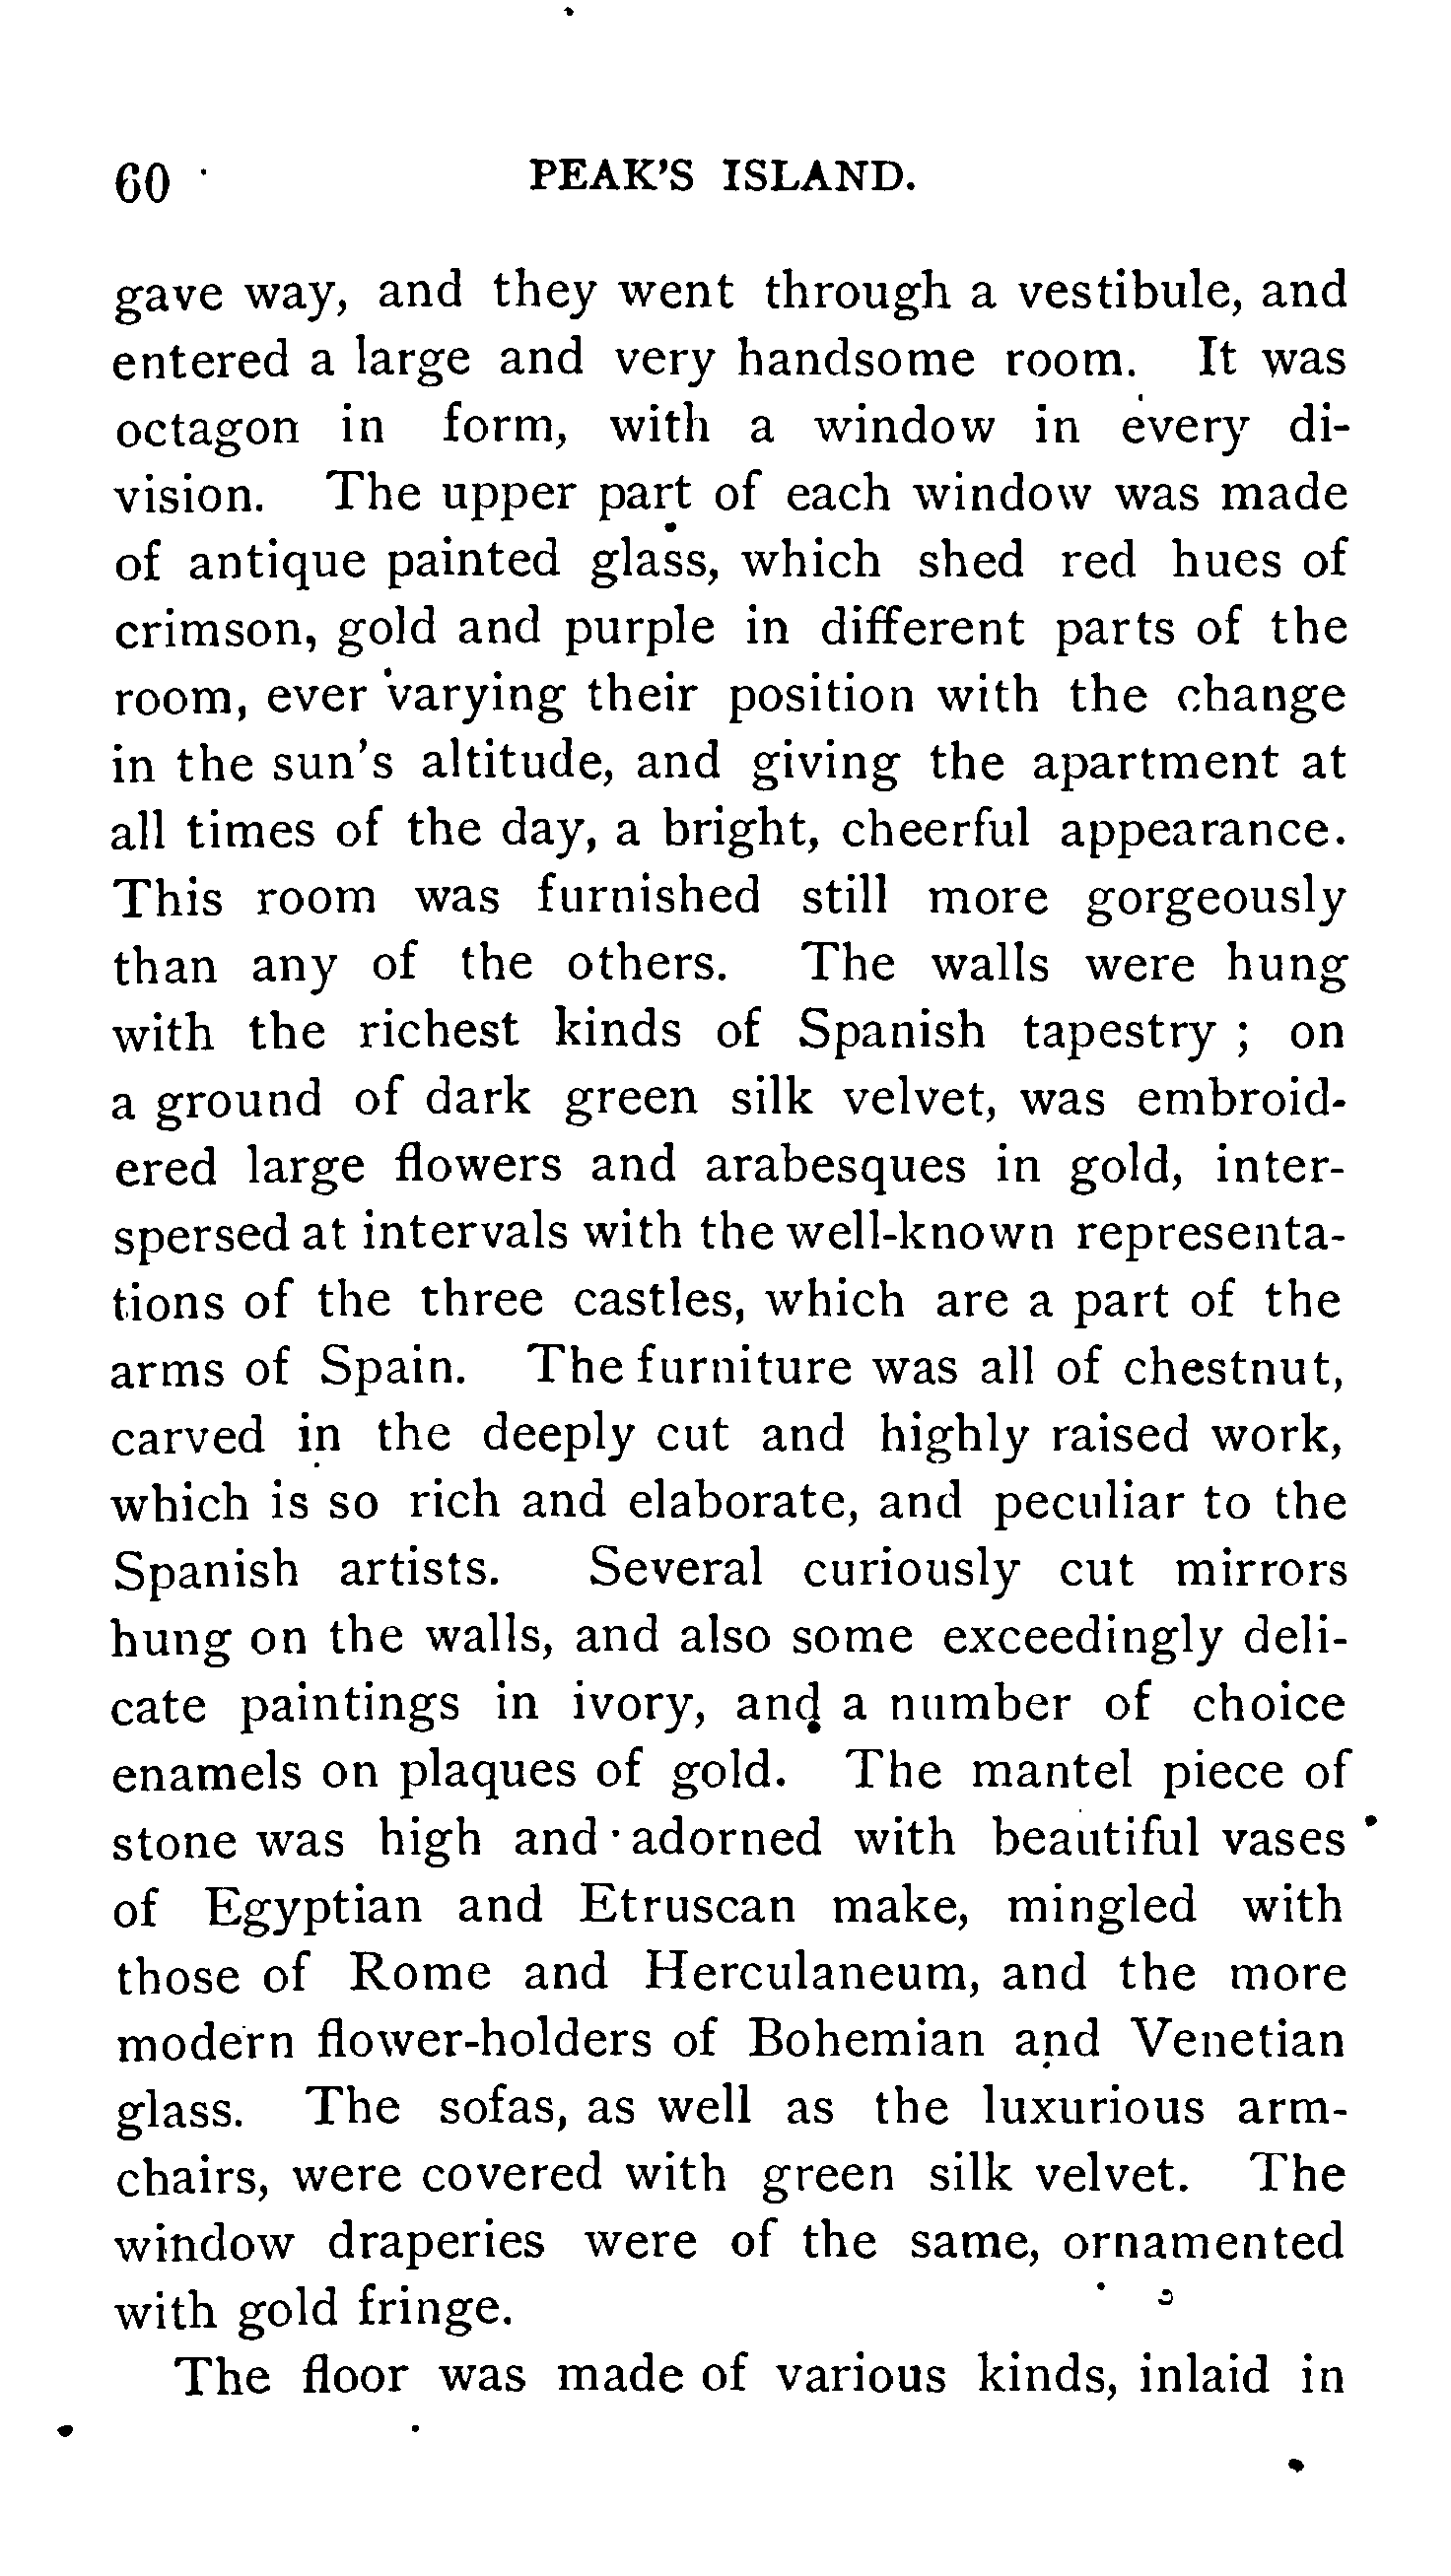 60 PEAK'S ISLAND.
gave way, and they went through a vestibule, and
entered a large and very handsome room. It was
octagon in form, with a window in every di-
vision. The upper part of each window was made
of antique painted glass, which shed red hues of
crimson, gold and purple in different parts of the
room, ever varying their position with the change
in the sun's altitude, and giving the apartment at
all times of the day, a bright, cheerful appearance.
This room was furnished still more gorgeously
than any of the others. The walls were hung
with the richest kinds of Spanish tapestry ; on
a ground of dark green silk velvet, was embroid-
ered large flowers and arabesques in gold, inter-
spersed at intervals with the well-known representa-
tions of the three castles, which are a part of the
arms of Spain. The furniture was all of chestnut,
carved in the deeply cut and highly raised work,
which is so rich and elaborate, and peculiar to the
Spanish artists. Several curiously cut mirrors
hung on the walls, and also some exceedingly deli-
cate paintings in ivory, and a number of choice
enamels on plaques of gold. The mantel piece of
stone was high and adorned with beautiful vases
of Egyptian and Etruscan make, mingled with
those of Rome and Herculaneum, and the more
modern flower-holders of Bohemian and Venetian
glass. The sofas, as well as the luxurious arm-
chairs, were covered with green silk velvet. The
window draperies were of the same, ornamented
with gold fringe.
The floor was made of various kinds, inlaid in